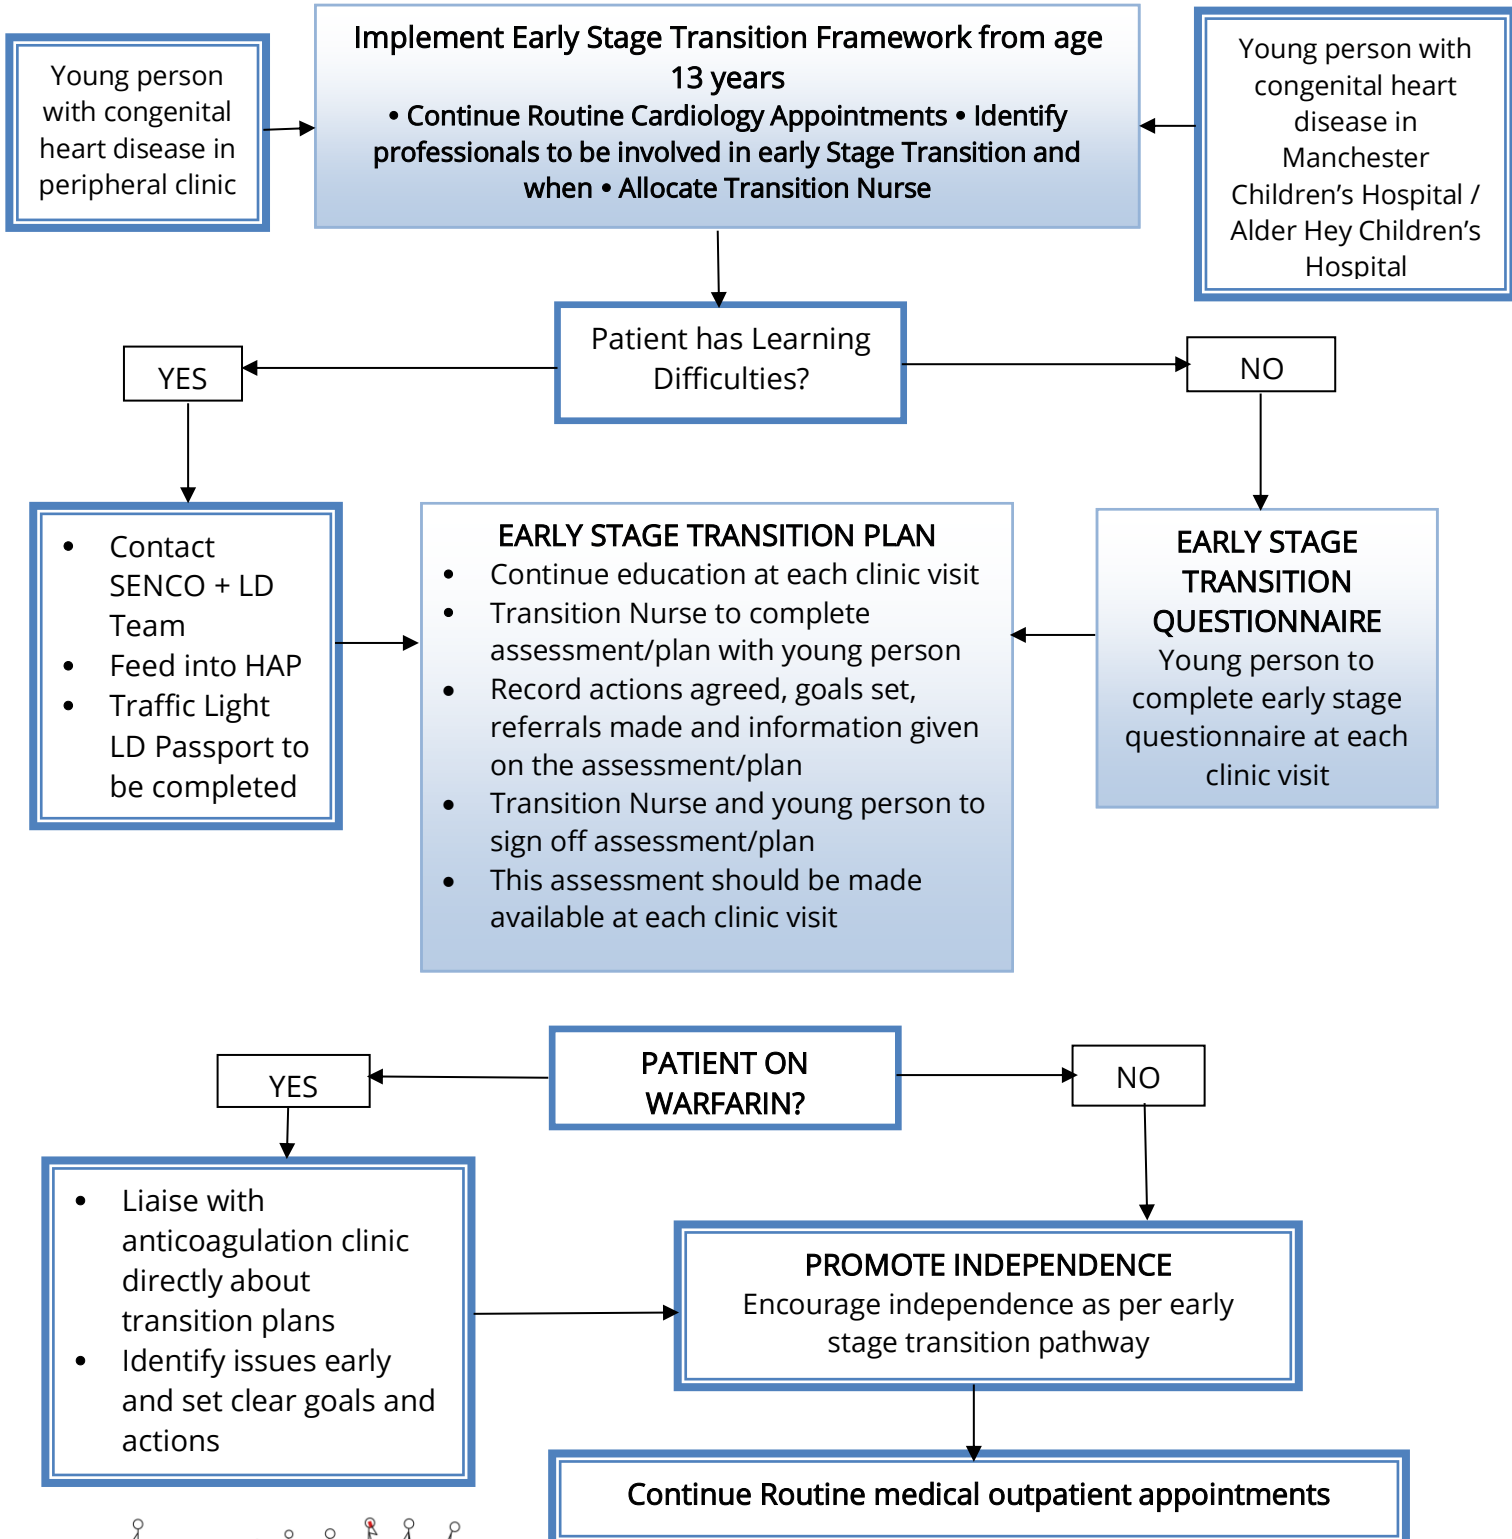 Implement Early Stage Transition Framework from age
13 years
• Continue Routine Cardiology Appointments • Identify
professionals to be involved in early Stage Transition and
when • Allocate Transition Nurse
Young person
with congenital
heart disease in
peripheral clinic
Young person with
congenital heart
disease in
Manchester
Children’s Hospital /
Alder Hey Children’s
Hospital
Patient has Learning
Difficulties?
YES
NO
• Contact
SENCO + LD
Team
• Feed into HAP
• Traffic Light
LD Passport to
be completed
EARLY STAGE TRANSITION PLAN
• Continue education at each clinic visit
• Transition Nurse to complete
assessment/plan with young person
• Record actions agreed, goals set,
referrals made and information given
on the assessment/plan
• Transition Nurse and young person to
sign off assessment/plan
• This assessment should be made
available at each clinic visit
EARLY STAGE
TRANSITION
QUESTIONNAIRE
Young person to
complete early stage
questionnaire at each
clinic visit
PATIENT ON
WARFARIN?
YES
NO
• Liaise with
anticoagulation clinic
directly about
transition plans
• Identify issues early
and set clear goals and
actions
PROMOTE INDEPENDENCE
Encourage independence as per early
stage transition pathway
Continue Routine medical outpatient appointments